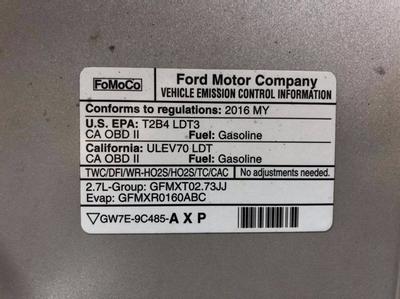 FoMoCo
Ford Motor Company
VEHICLE EMISSION CONTROL INFORMATION
Conforms to regulations: 2016 MY
U.S. EPA: T2B4 LDT3
CA OBD II Fuel: Gasoline
California: ULEV70 LDT
CA OBD II Fuel: Gasoline
TWC/DFI/WR-HO2S/HO2S/TC/CAC No adjustments needed.
2.7L-Group: GFMXT02.73JJ
Evap: GFMXR0160ABC
▽GW7E-9C485-A X P